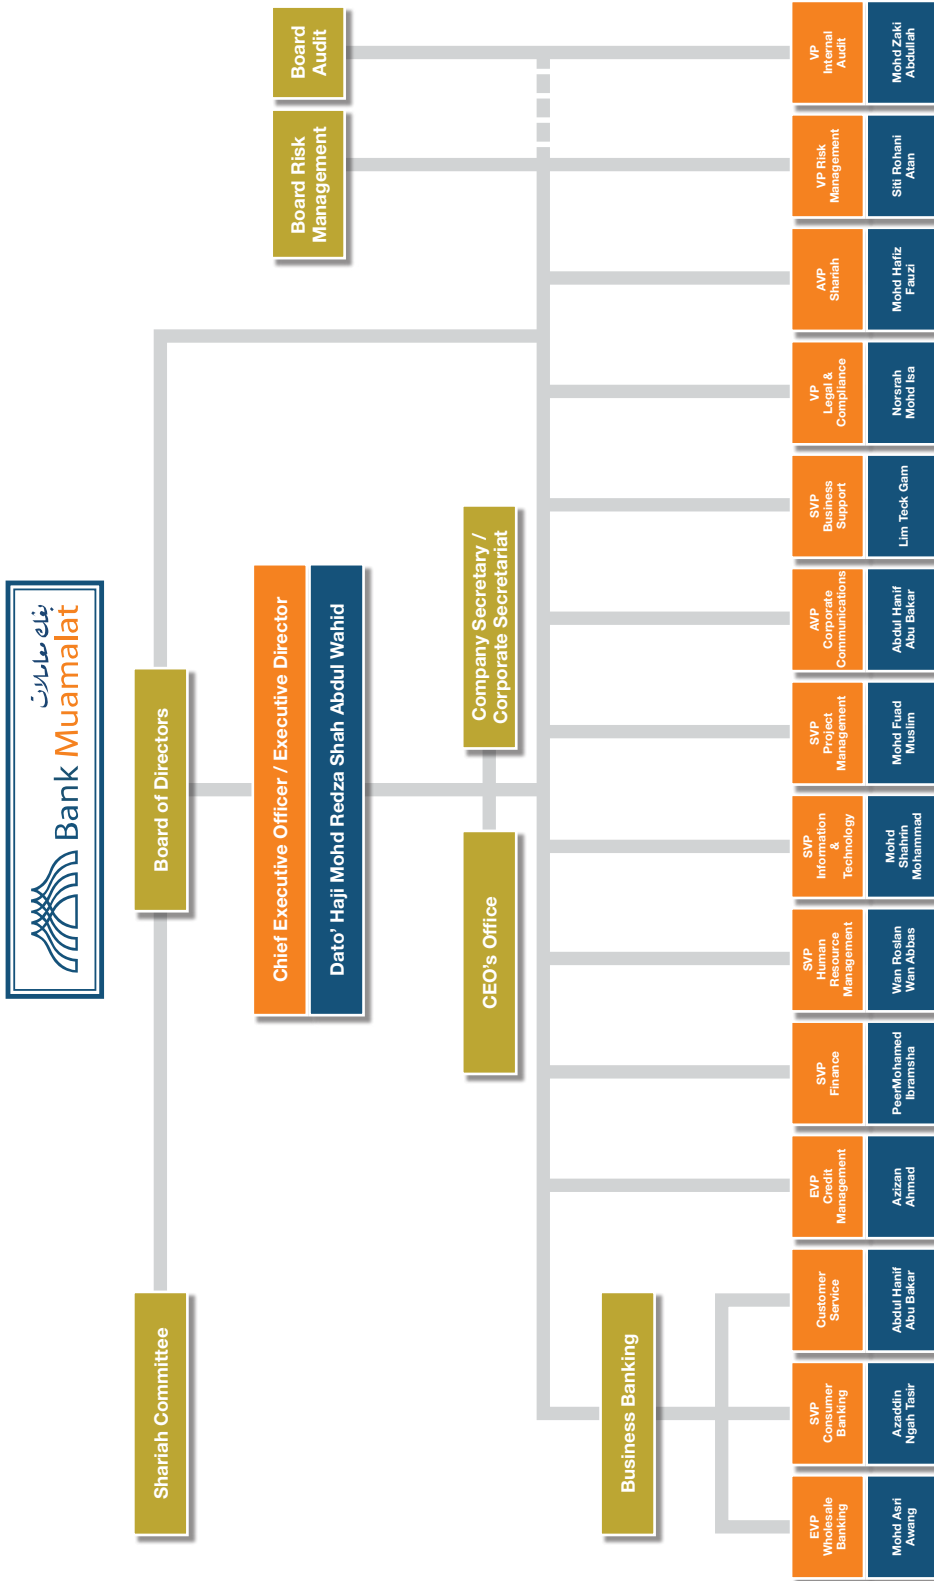 بنك معاملات
Bank Muamalat
Shariah Committee
Board of Directors
Board Risk
Management
Board
Audit
Chief Executive Officer / Executive Director
Dato’ Haji Mohd Redza Shah Abdul Wahid
CEO's Office
Company Secretary /
Corporate Secretariat
Business Banking
EVP
Wholesale
Banking
Mohd Asri
Awang
SVP
Consumer
Banking
Azaddin
Ngah Tasir
Customer
Service
Abdul Hanif
Abu Bakar
EVP
Credit
Management
Azizan
Ahmad
SVP
Finance
PeerMohamed
Ibramsha
SVP
Human
Resource
Management
Wan Roslan
Wan Abbas
SVP
Information
&
Technology
Mohd
Shahrin
Mohammad
SVP
Project
Management
Mohd Fuad
Muslim
AVP
Corporate
Communications
Abdul Hanif
Abu Bakar
SVP
Business
Support
Lim Teck Gam
VP
Legal &
Compliance
Norsrah
Mohd Isa
AVP
Shariah
Mohd Hafiz
Fauzi
VP Risk
Management
Siti Rohani
Atan
VP
Internal
Audit
Mohd Zaki
Abdullah